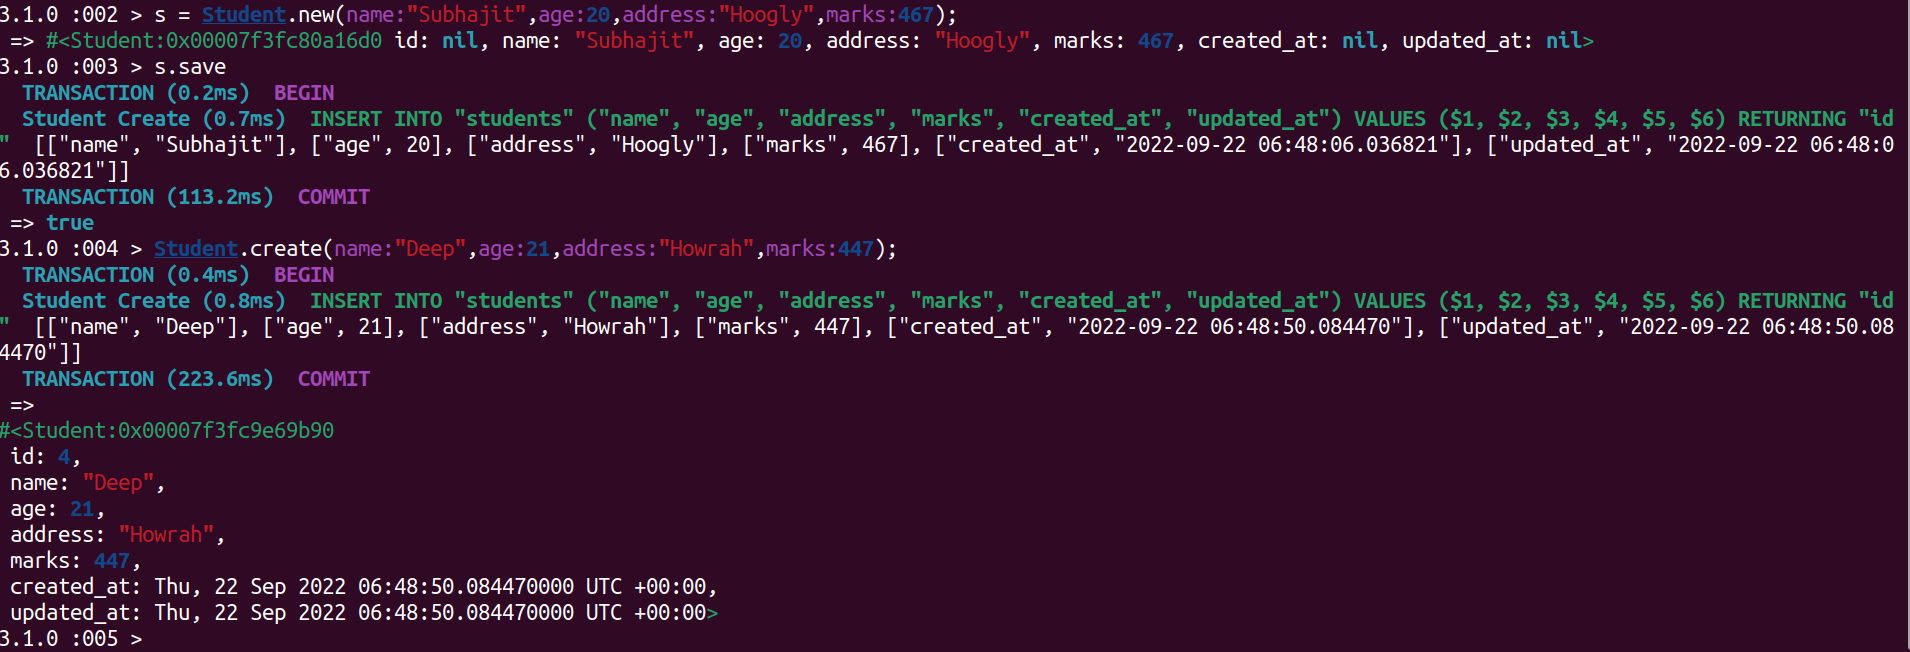 3.1.0 :002 > s = Student.new(name:"Subhajit",age:20,address:"Hoogly",marks:467);
 => #<Student:0x00007f3fc80a16d0 id: nil, name: "Subhajit", age: 20, address: "Hoogly", marks: 467, created_at: nil, updated_at: nil>
3.1.0 :003 > s.save
  TRANSACTION (0.2ms)  BEGIN
  Student Create (0.7ms)  INSERT INTO "students" ("name", "age", "address", "marks", "created_at", "updated_at") VALUES ($1, $2, $3, $4, $5, $6) RETURNING "id
"  [["name", "Subhajit"], ["age", 20], ["address", "Hoogly"], ["marks", 467], ["created_at", "2022-09-22 06:48:06.036821"], ["updated_at", "2022-09-22 06:48:0
6.036821"]]
  TRANSACTION (113.2ms)  COMMIT
 => true
3.1.0 :004 > Student.create(name:"Deep",age:21,address:"Howrah",marks:447);
  TRANSACTION (0.4ms)  BEGIN
  Student Create (0.8ms)  INSERT INTO "students" ("name", "age", "address", "marks", "created_at", "updated_at") VALUES ($1, $2, $3, $4, $5, $6) RETURNING "id
"  [["name", "Deep"], ["age", 21], ["address", "Howrah"], ["marks", 447], ["created_at", "2022-09-22 06:48:50.084470"], ["updated_at", "2022-09-22 06:48:50.08
4470"]]
  TRANSACTION (223.6ms)  COMMIT
 =>
#<Student:0x00007f3fc9e69b90
 id: 4,
 name: "Deep",
 age: 21,
 address: "Howrah",
 marks: 447,
 created_at: Thu, 22 Sep 2022 06:48:50.084470000 UTC +00:00,
 updated_at: Thu, 22 Sep 2022 06:48:50.084470000 UTC +00:00>
3.1.0 :005 >